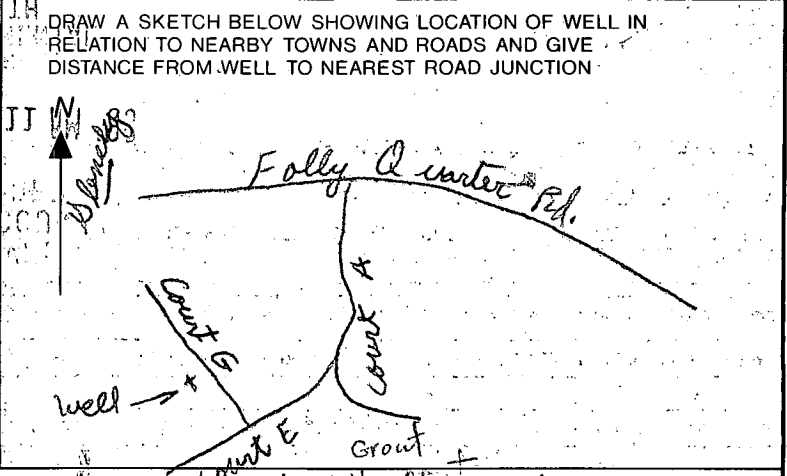 DRAW A SKETCH BELOW SHOWING LOCATION OF WELL IN
RELATION TO NEARBY TOWNS AND ROADS AND GIVE
DISTANCE FROM WELL TO NEAREST ROAD JUNCTION
N
Folly Quarter Rd.
Court A
Court G
Well
Court E
Grout